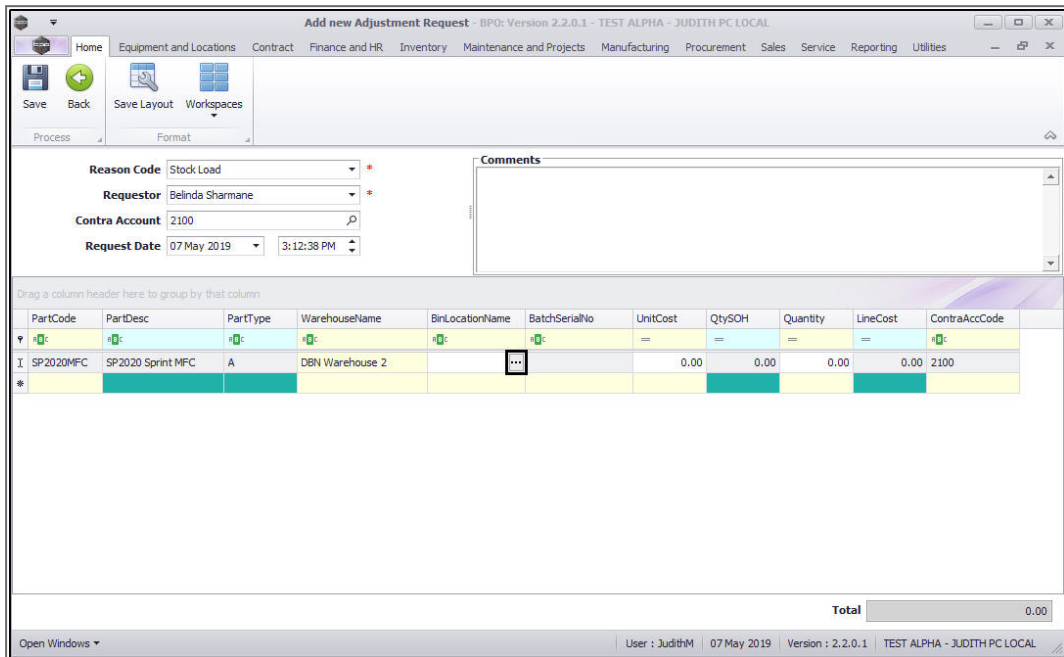 Add new Adjustment Request - BPO: Version 2.2.0.1 - TEST ALPHA - JUDITH PC LOCAL
Home Equipment and Locations Contract Finance and HR Inventory Maintenance and Projects Manufacturing Procurement Sales Service Reporting Utilities
Save Back Save Layout Workspaces
Process Format
Reason Code Stock Load *
Requestor Belinda Sharmane *
Contra Account 2100
Request Date 07 May 2019 3:12:38 PM
Comments
Drag a column header here to group by that column
PartCode PartDesc PartType WarehouseName BinLocationName BatchSerialNo UnitCost QtySOH Quantity LineCost ContraAccCode
= = = =
SP2020MFC SP2020 Sprint MFC A DBN Warehouse 2 ... 0.00 0.00 0.00 0.00 2100
*
Total 0.00
Open Windows User : JudithM 07 May 2019 Version : 2.2.0.1 TEST ALPHA - JUDITH PC LOCAL